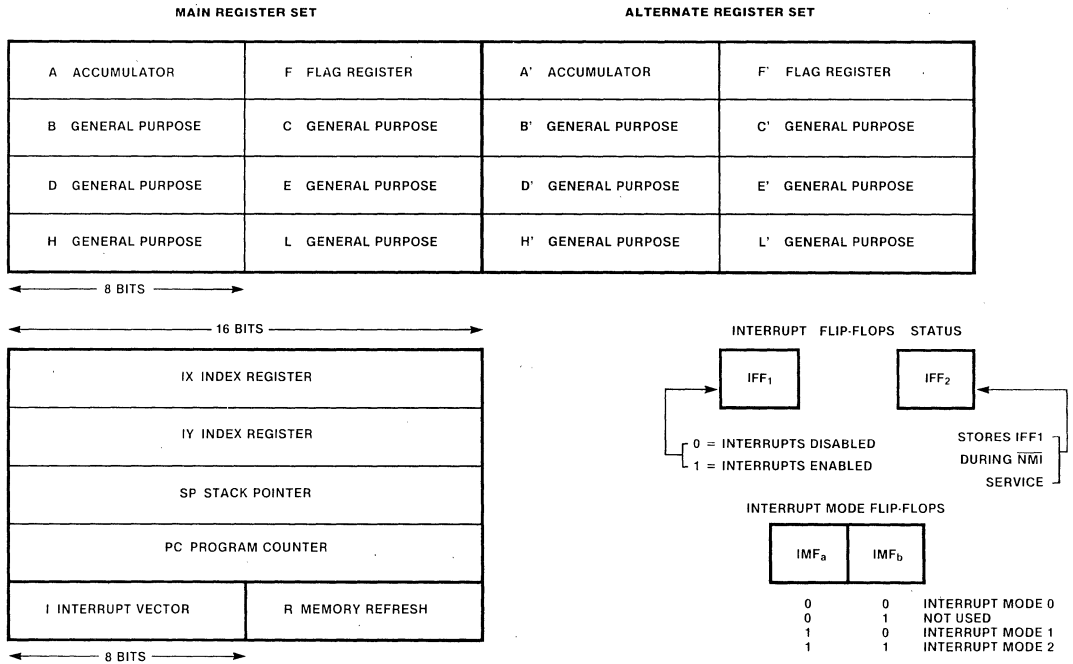 MAIN REGISTER SET
ALTERNATE REGISTER SET
A ACCUMULATOR
F FLAG REGISTER
A' ACCUMULATOR
F' FLAG REGISTER
B GENERAL PURPOSE
C GENERAL PURPOSE
B' GENERAL PURPOSE
C' GENERAL PURPOSE
D GENERAL PURPOSE
E GENERAL PURPOSE
D' GENERAL PURPOSE
E' GENERAL PURPOSE
H GENERAL PURPOSE
L GENERAL PURPOSE
H' GENERAL PURPOSE
L' GENERAL PURPOSE
8 BITS
16 BITS
IX INDEX REGISTER
IY INDEX REGISTER
SP STACK POINTER
PC PROGRAM COUNTER
I INTERRUPT VECTOR
R MEMORY REFRESH
8 BITS
INTERRUPT FLIP-FLOPS STATUS
IFF₁
IFF₂
0 = INTERRUPTS DISABLED
1 = INTERRUPTS ENABLED
STORES IFF1
DURING N̅M̅I̅
SERVICE
INTERRUPT MODE FLIP-FLOPS
IMFa
IMFb
0 0 INTERRUPT MODE 0
0 1 NOT USED
1 0 INTERRUPT MODE 1
1 1 INTERRUPT MODE 2